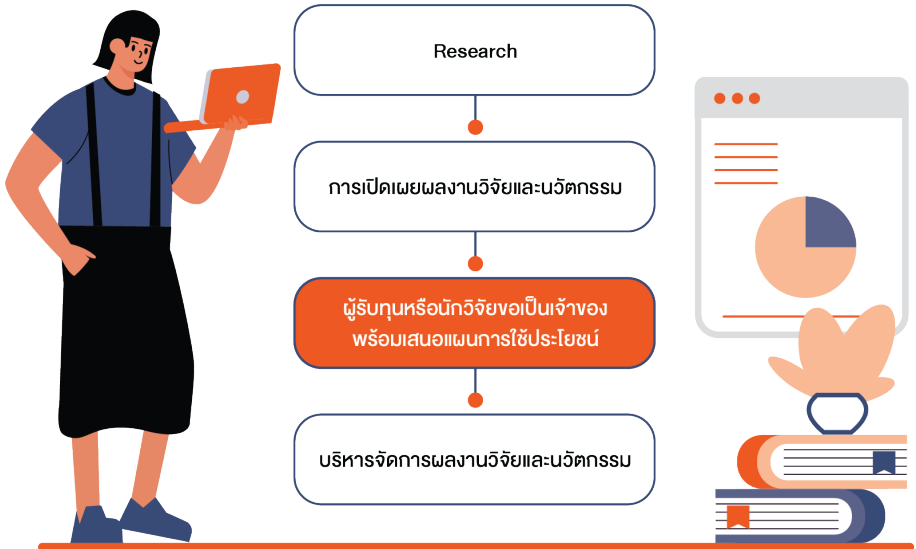 Research
การเปิดเผยผลงานวิจัยและนวัตกรรม
ผู้รับทุนหรือนักวิจัยขอเป็นเจ้าของ
พร้อมเสนอแผนการใช้ประโยชน์
บริหารจัดการผลงานวิจัยและนวัตกรรม